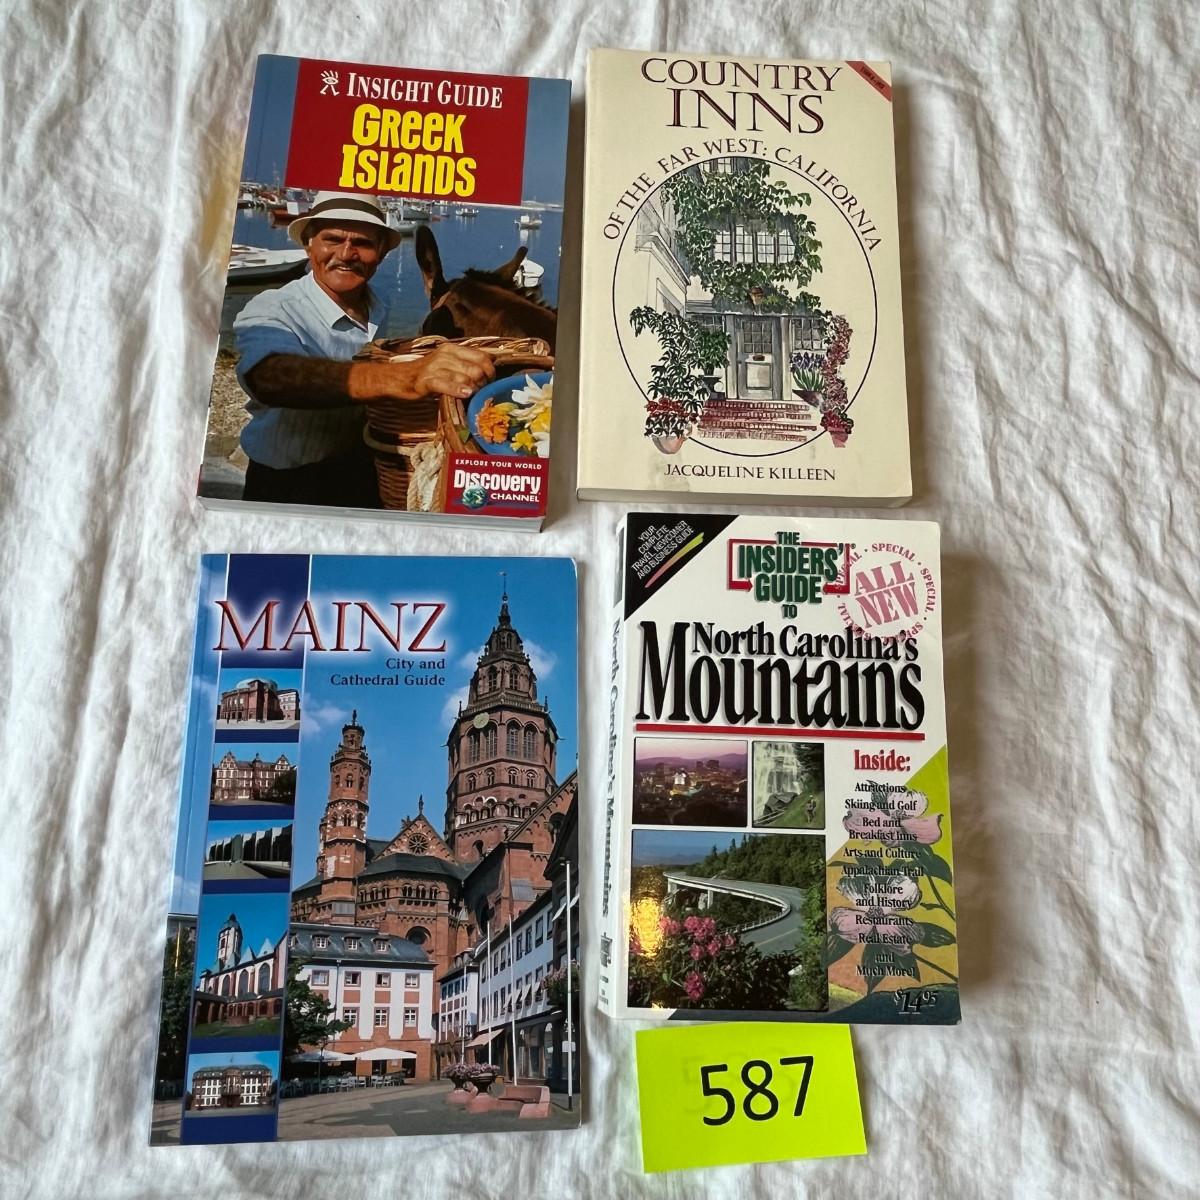 INSIGHT GUIDE
GREEK
ISLANDS
EXPLORE YOUR WORLD
DISCOVERY
CHANNEL
COUNTRY
INNS
OF THE FAR WEST: CALIFORNIA
JACQUELINE KILLEEN
MAINZ
City and
Cathedral Guide
YOUR
COMPLETE
TRAVEL, NEWCOMER
AND BUSINESS GUIDE
THE
INSIDERS'®
GUIDE
TO
SPECIAL • SPECIAL • SPECIAL
ALL
NEW
North Carolina's
Mountains
Inside:
Attractions
Skiing and Golf
Bed and
Breakfast Inns
Arts and Culture
Appalachian Trail
Folklore
and History
Restaurants
Real Estate
and
Much More!
$14.95
North Carolina's Mountains
587